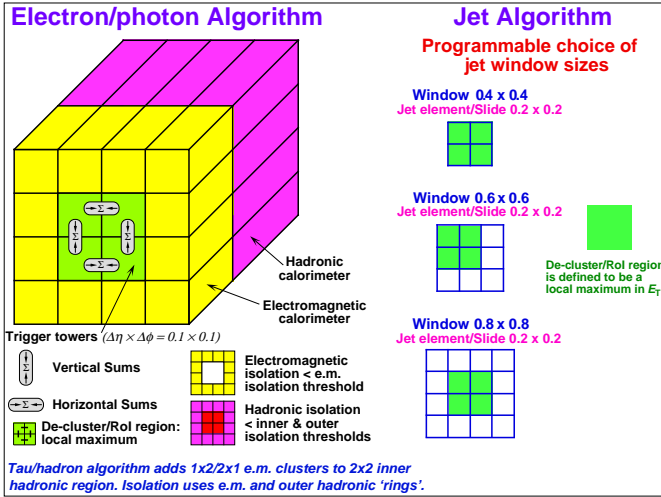 Electron/photon Algorithm
Σ
Σ
Σ
Σ
Hadronic
calorimeter
Electromagnetic
calorimeter
Trigger towers (Δη × Δϕ = 0.1 × 0.1)
Σ
Vertical Sums
Σ
Horizontal Sums
De-cluster/RoI region:
local maximum
Electromagnetic
isolation < e.m.
isolation threshold
Hadronic isolation
< inner & outer
isolation thresholds
Tau/hadron algorithm adds 1x2/2x1 e.m. clusters to 2x2 inner
hadronic region. Isolation uses e.m. and outer hadronic ‘rings’.
Jet Algorithm
Programmable choice of
jet window sizes
Window 0.4 x 0.4
Jet element/Slide 0.2 x 0.2
Window 0.6 x 0.6
Jet element/Slide 0.2 x 0.2
De-cluster/RoI region
is defined to be a
local maximum in E_T
Window 0.8 x 0.8
Jet element/Slide 0.2 x 0.2